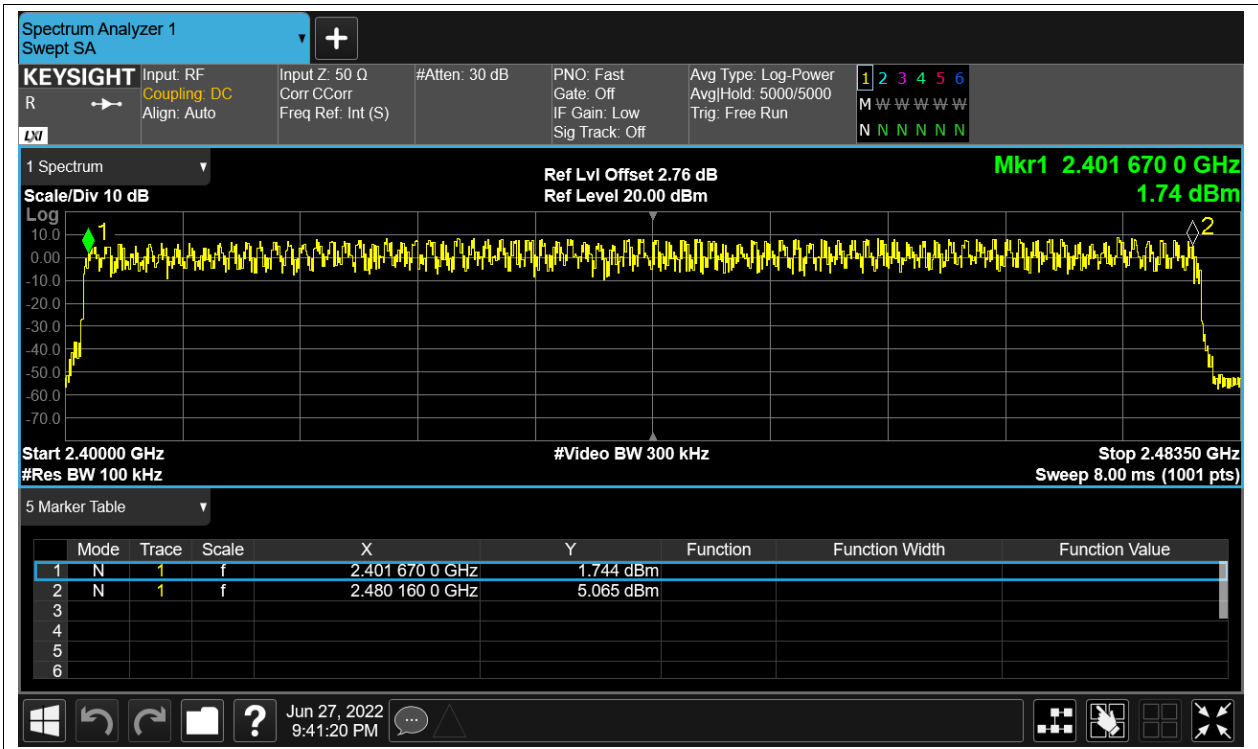 Spectrum Analyzer 1
Swept SA
KEYSIGHT
R
LXI
Input: RF
Coupling: DC
Align: Auto
Input Z: 50 Ω
Corr CCorr
Freq Ref: Int (S)
#Atten: 30 dB
PNO: Fast
Gate: Off
IF Gain: Low
Sig Track: Off
Avg Type: Log-Power
Avg|Hold: 5000/5000
Trig: Free Run
1 2 3 4 5 6
M W W W W W
N N N N N N
1 Spectrum
Scale/Div 10 dB
Ref Lvl Offset 2.76 dB
Ref Level 20.00 dBm
Mkr1 2.401 670 0 GHz
1.74 dBm
Log
10.0
0.00
-10.0
-20.0
-30.0
-40.0
-50.0
-60.0
-70.0
1
2
Start 2.40000 GHz
#Res BW 100 kHz
#Video BW 300 kHz
Stop 2.48350 GHz
Sweep 8.00 ms (1001 pts)
5 Marker Table
Mode Trace Scale X Y Function Function Width Function Value
1 N 1 f 2.401 670 0 GHz 1.744 dBm
2 N 1 f 2.480 160 0 GHz 5.065 dBm
3
4
5
6
?
Jun 27, 2022
9:41:20 PM